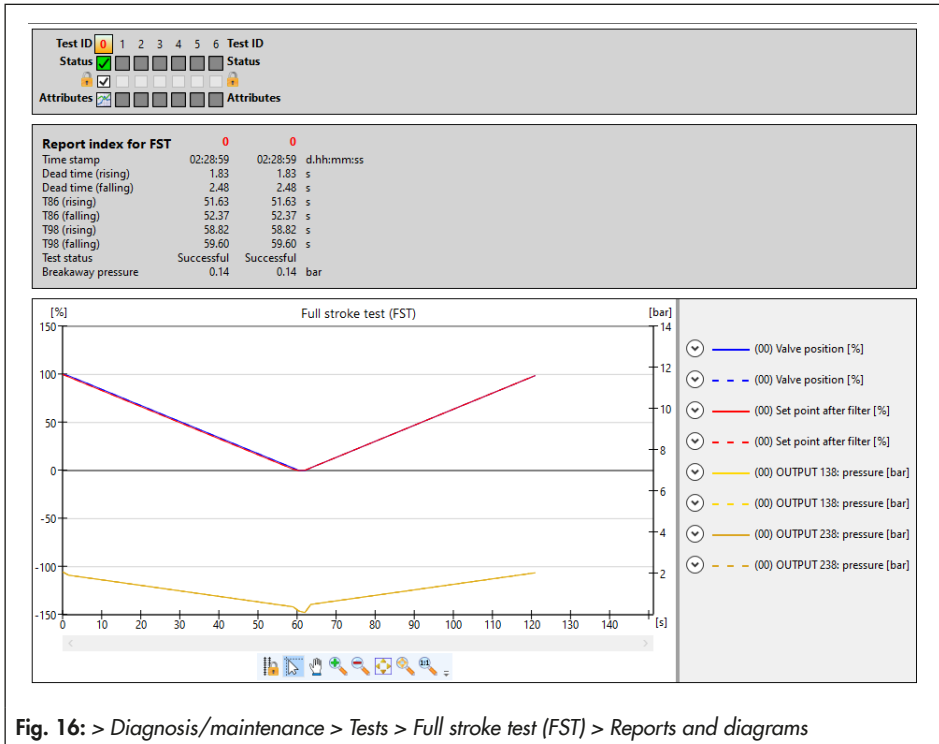 Test ID 0 1 2 3 4 5 6 Test ID
Status Status
Attributes Attributes
Report index for FST 0 0
Time stamp 02:28:59 02:28:59 d.hh:mm:ss
Dead time (rising) 1.83 1.83 s
Dead time (falling) 2.48 2.48 s
T86 (rising) 51.63 51.63 s
T86 (falling) 52.37 52.37 s
T98 (rising) 58.82 58.82 s
T98 (falling) 59.60 59.60 s
Test status Successful Successful
Breakaway pressure 0.14 0.14 bar
[%] Full stroke test (FST) [bar]
150 14
100 12
50 10
0 8
-50 6
-100 4
-150 2
0 10 20 30 40 50 60 70 80 90 100 110 120 130 140 [s]
(00) Valve position [%]
(00) Valve position [%]
(00) Set point after filter [%]
(00) Set point after filter [%]
(00) OUTPUT 138: pressure [bar]
(00) OUTPUT 138: pressure [bar]
(00) OUTPUT 238: pressure [bar]
(00) OUTPUT 238: pressure [bar]
1:1
Fig. 16: > Diagnosis/maintenance > Tests > Full stroke test (FST) > Reports and diagrams